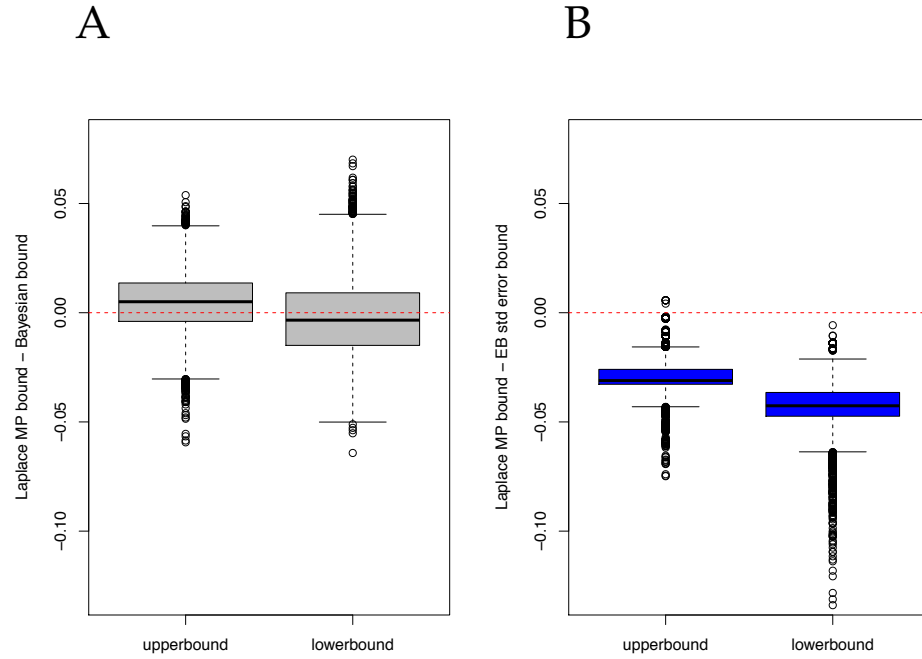 A
Laplace MP bound − Bayesian bound
0.05
0.00
−0.05
−0.10
upperbound
lowerbound
B
Laplace MP bound − EB std error bound
0.05
0.00
−0.05
−0.10
upperbound
lowerbound